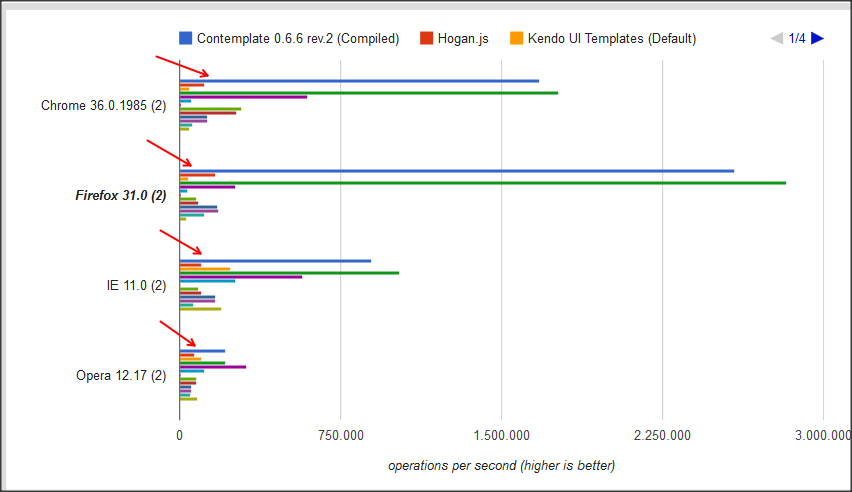 Contemplate 0.6.6 rev.2 (Compiled) Hogan.js Kendo UI Templates (Default) 1/4
Chrome 36.0.1985 (2)
Firefox 31.0 (2)
IE 11.0 (2)
Opera 12.17 (2)
0 750.000 1.500.000 2.250.000 3.000.000
operations per second (higher is better)